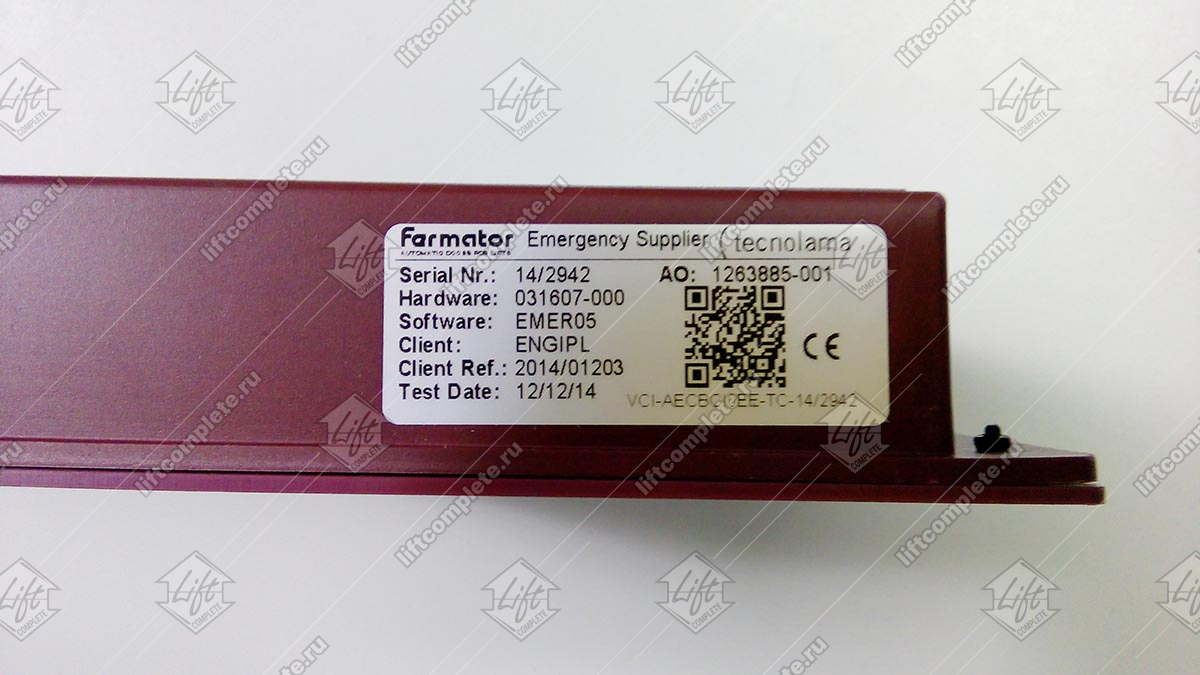 Fermator Emergency Supplier tecnolama
AUTOMATIC DOORS FOR LIFTS
Serial Nr.: 14/2942 AO: 1263885-001
Hardware: 031607-000
Software: EMER05
Client: ENGIPL
Client Ref.: 2014/01203
Test Date: 12/12/14
CE
Lift COMPLETE
liftcomplete.ru